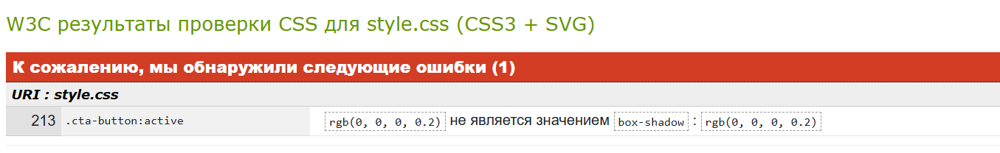 W3C результаты проверки CSS для style.css (CSS3 + SVG)
К сожалению, мы обнаружили следующие ошибки (1)
URI : style.css
213 .cta-button:active rgb(0, 0, 0, 0.2) не является значением box-shadow : rgb(0, 0, 0, 0.2)